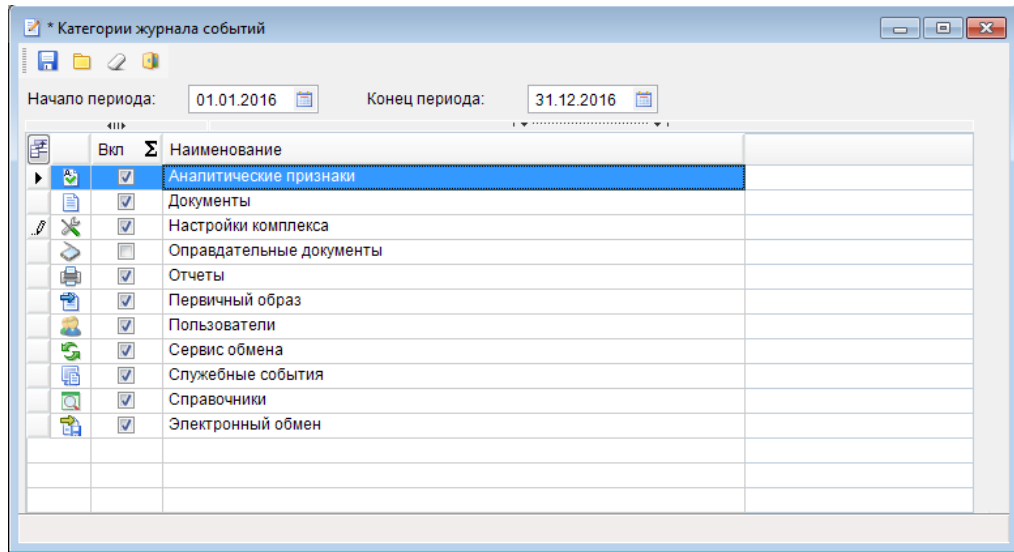 * Категории журнала событий
Начало периода: 01.01.2016 Конец периода: 31.12.2016
Вкл Σ Наименование
Аналитические признаки
Документы
Настройки комплекса
Оправдательные документы
Отчеты
Первичный образ
Пользователи
Сервис обмена
Служебные события
Справочники
Электронный обмен